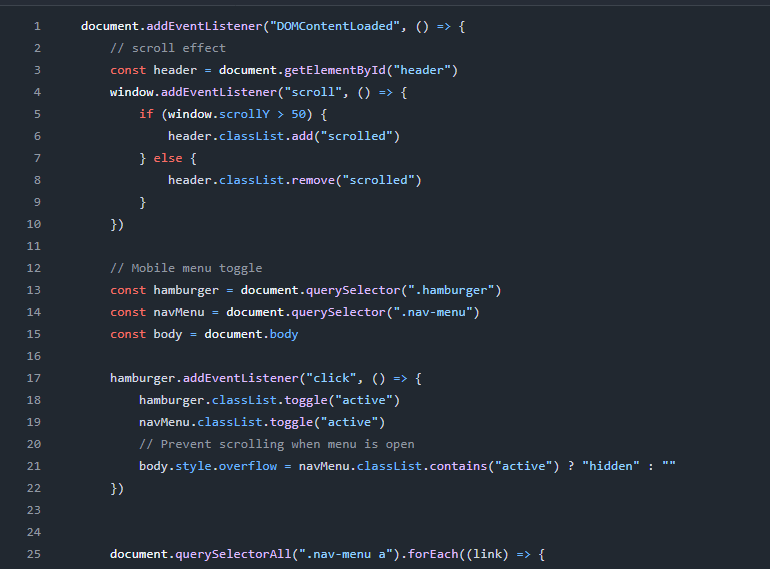 1 document.addEventListener("DOMContentLoaded", () => {
2 // scroll effect
3 const header = document.getElementById("header")
4 window.addEventListener("scroll", () => {
5 if (window.scrollY > 50) {
6 header.classList.add("scrolled")
7 } else {
8 header.classList.remove("scrolled")
9 }
10 })
11
12 // Mobile menu toggle
13 const hamburger = document.querySelector(".hamburger")
14 const navMenu = document.querySelector(".nav-menu")
15 const body = document.body
16
17 hamburger.addEventListener("click", () => {
18 hamburger.classList.toggle("active")
19 navMenu.classList.toggle("active")
20 // Prevent scrolling when menu is open
21 body.style.overflow = navMenu.classList.contains("active") ? "hidden" : ""
22 })
23
24
25 document.querySelectorAll(".nav-menu a").forEach((link) => {